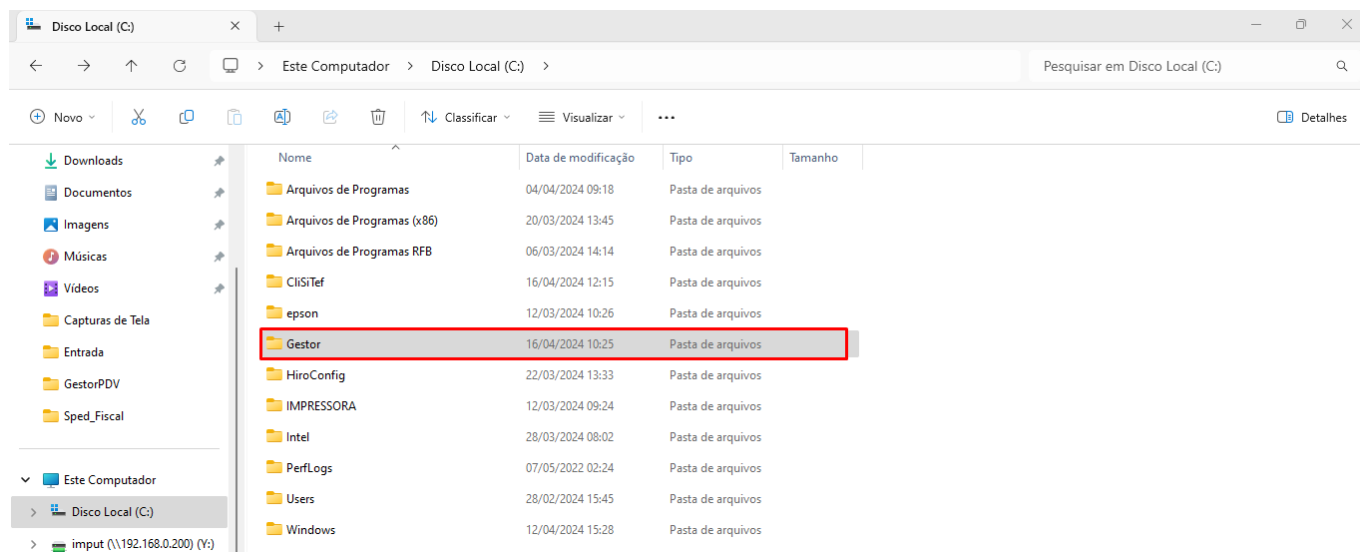 Disco Local (C:)
Este Computador > Disco Local (C:) >
Pesquisar em Disco Local (C:)
Novo
Classificar
Visualizar
Detalhes
Nome Data de modificação Tipo Tamanho
Downloads
Documentos
Imagens
Músicas
Vídeos
Capturas de Tela
Entrada
GestorPDV
Sped_Fiscal
Este Computador
Disco Local (C:)
imput (\\192.168.0.200) (Y:)
Arquivos de Programas 04/04/2024 09:18 Pasta de arquivos
Arquivos de Programas (x86) 20/03/2024 13:45 Pasta de arquivos
Arquivos de Programas RFB 06/03/2024 14:14 Pasta de arquivos
CliSiTef 16/04/2024 12:15 Pasta de arquivos
epson 12/03/2024 10:26 Pasta de arquivos
Gestor 16/04/2024 10:25 Pasta de arquivos
HiroConfig 22/03/2024 13:33 Pasta de arquivos
IMPRESSORA 12/03/2024 09:24 Pasta de arquivos
Intel 28/03/2024 08:02 Pasta de arquivos
PerfLogs 07/05/2022 02:24 Pasta de arquivos
Users 28/02/2024 15:45 Pasta de arquivos
Windows 12/04/2024 15:28 Pasta de arquivos